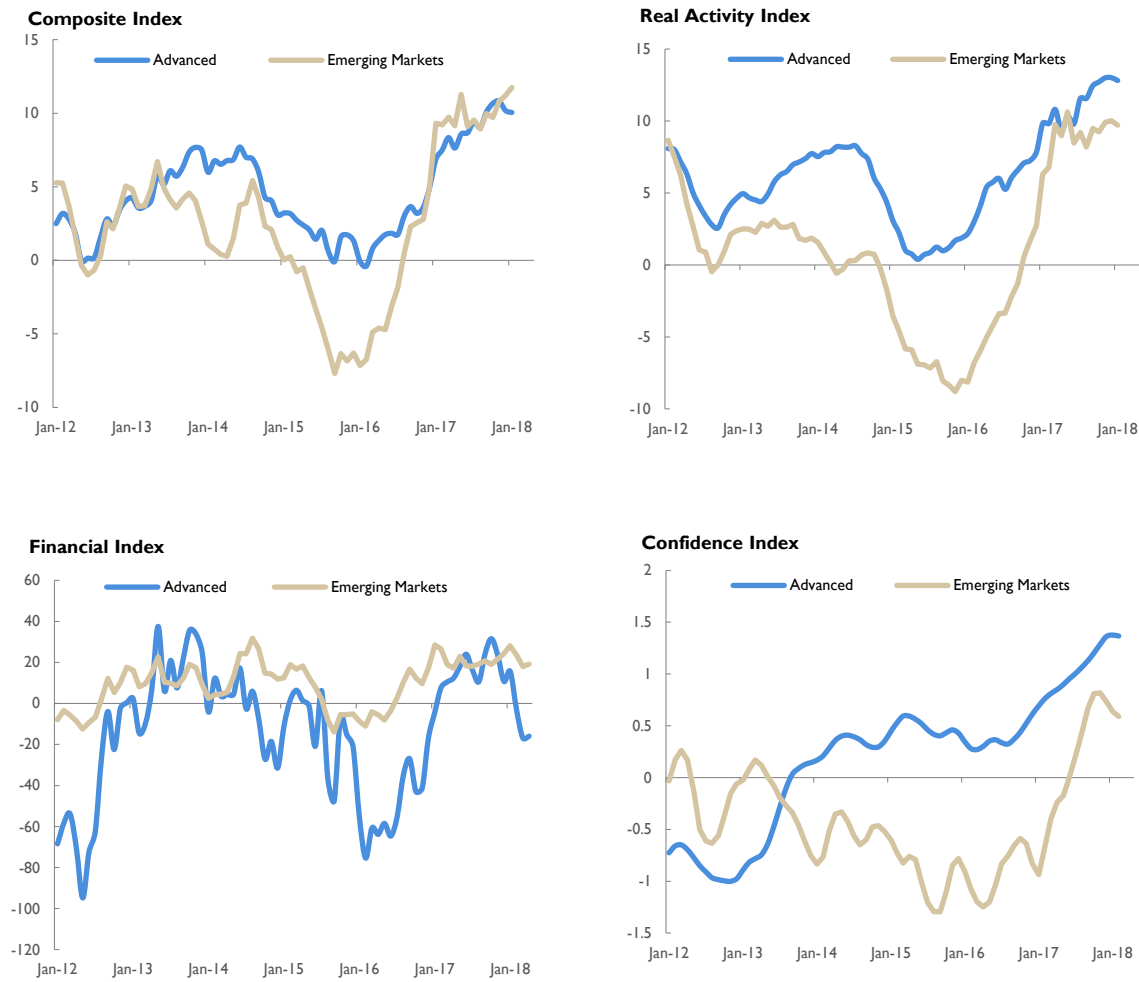 Composite Index
Advanced Emerging Markets
15
10
5
0
-5
-10
Jan-12 Jan-13 Jan-14 Jan-15 Jan-16 Jan-17 Jan-18
Real Activity Index
Advanced Emerging Markets
15
10
5
0
-5
-10
Jan-12 Jan-13 Jan-14 Jan-15 Jan-16 Jan-17 Jan-18
Financial Index
Advanced Emerging Markets
60
40
20
0
-20
-40
-60
-80
-100
-120
Jan-12 Jan-13 Jan-14 Jan-15 Jan-16 Jan-17 Jan-18
Confidence Index
Advanced Emerging Markets
2
1.5
1
0.5
0
-0.5
-1
-1.5
Jan-12 Jan-13 Jan-14 Jan-15 Jan-16 Jan-17 Jan-18